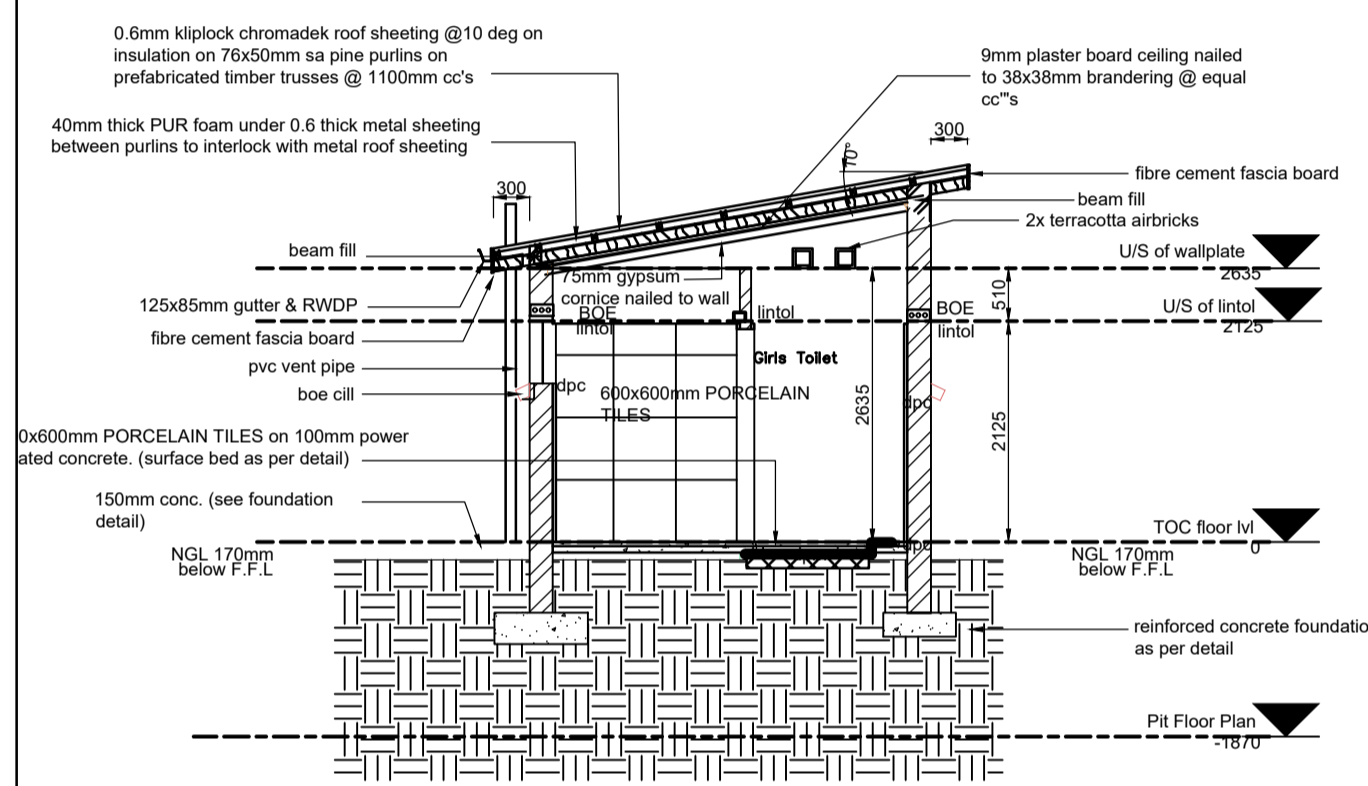 0.6mm kliplock chromadek roof sheeting @10 deg on
insulation on 76x50mm sa pine purlins on
prefabricated timber trusses @ 1100mm cc's
9mm plaster board ceiling nailed
to 38x38mm brandering @ equal
cc'"s
40mm thick PUR foam under 0.6 thick metal sheeting
between purlins to interlock with metal roof sheeting
300
10°
fibre cement fascia board
300
beam fill
2x terracotta airbricks
beam fill
U/S of wallplate
2635
75mm gypsum
cornice nailed to wall
510
125x85mm gutter & RWDP
BOE
lintol
lintol
BOE
lintol
U/S of lintol
2125
fibre cement fascia board
Girls Toilet
pvc vent pipe
dpc
600x600mm PORCELAIN
TILES
boe cill
2635
dpc
2125
0x600mm PORCELAIN TILES on 100mm power
ated concrete. (surface bed as per detail)
150mm conc. (see foundation
detail)
TOC floor lvl
0
dpc
NGL 170mm
below F.F.L
NGL 170mm
below F.F.L
reinforced concrete foundatio
as per detail
Pit Floor Plan
-1870